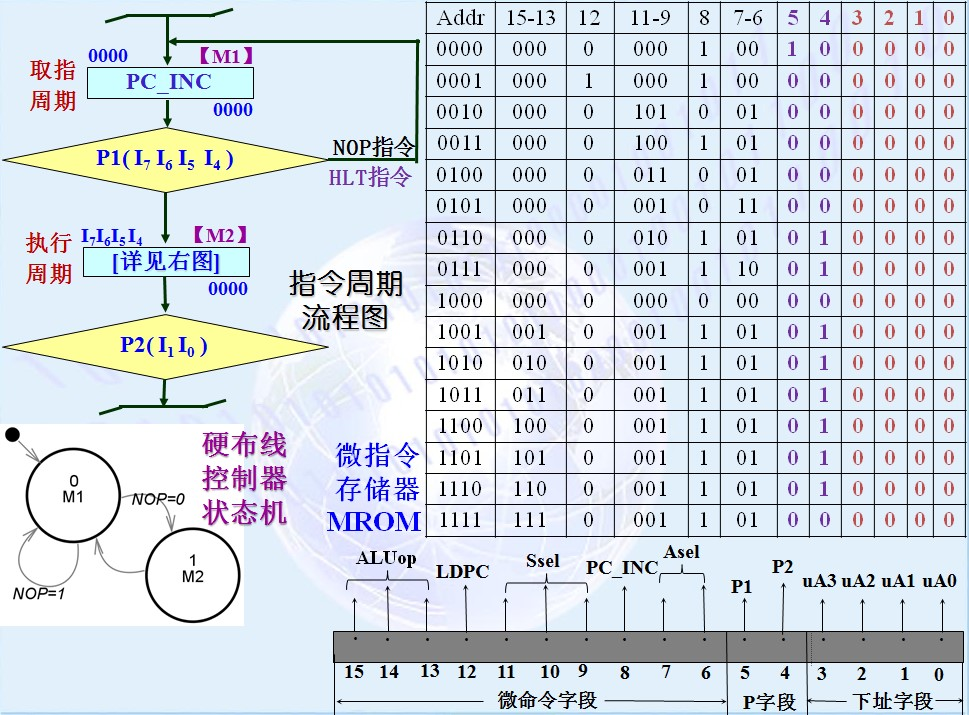 0000 【M1】
取指
周期
PC_INC
0000
P1( I7 I6 I5 I4 )
NOP指令
HLT指令
执行
周期
I7I6I5I4 【M2】
[详见右图]
0000
指令周期
流程图
P2( I1 I0 )
硬布线
控制器
状态机
0
M1
NOP=0
1
M2
NOP=1
Addr 15-13 12 11-9 8 7-6 5 4 3 2 1 0
0000 000 0 000 1 00 1 0 0 0 0 0
0001 000 1 000 1 00 0 0 0 0 0 0
0010 000 0 101 0 01 0 0 0 0 0 0
0011 000 0 100 1 01 0 0 0 0 0 0
0100 000 0 011 0 01 0 0 0 0 0 0
0101 000 0 001 0 11 0 0 0 0 0 0
0110 000 0 010 1 01 0 1 0 0 0 0
0111 000 0 001 1 10 0 1 0 0 0 0
1000 000 0 000 0 00 0 0 0 0 0 0
1001 001 0 001 1 01 0 1 0 0 0 0
1010 010 0 001 1 01 0 1 0 0 0 0
1011 011 0 001 1 01 0 1 0 0 0 0
1100 100 0 001 1 01 0 1 0 0 0 0
1101 101 0 001 1 01 0 1 0 0 0 0
1110 110 0 001 1 01 0 1 0 0 0 0
1111 111 0 001 1 01 0 0 0 0 0 0
微指令
存储器
MROM
ALUop LDPC Ssel PC_INC Asel P1 P2 uA3 uA2 uA1 uA0
15 14 13 12 11 10 9 8 7 6 5 4 3 2 1 0
微命令字段 P字段 下址字段